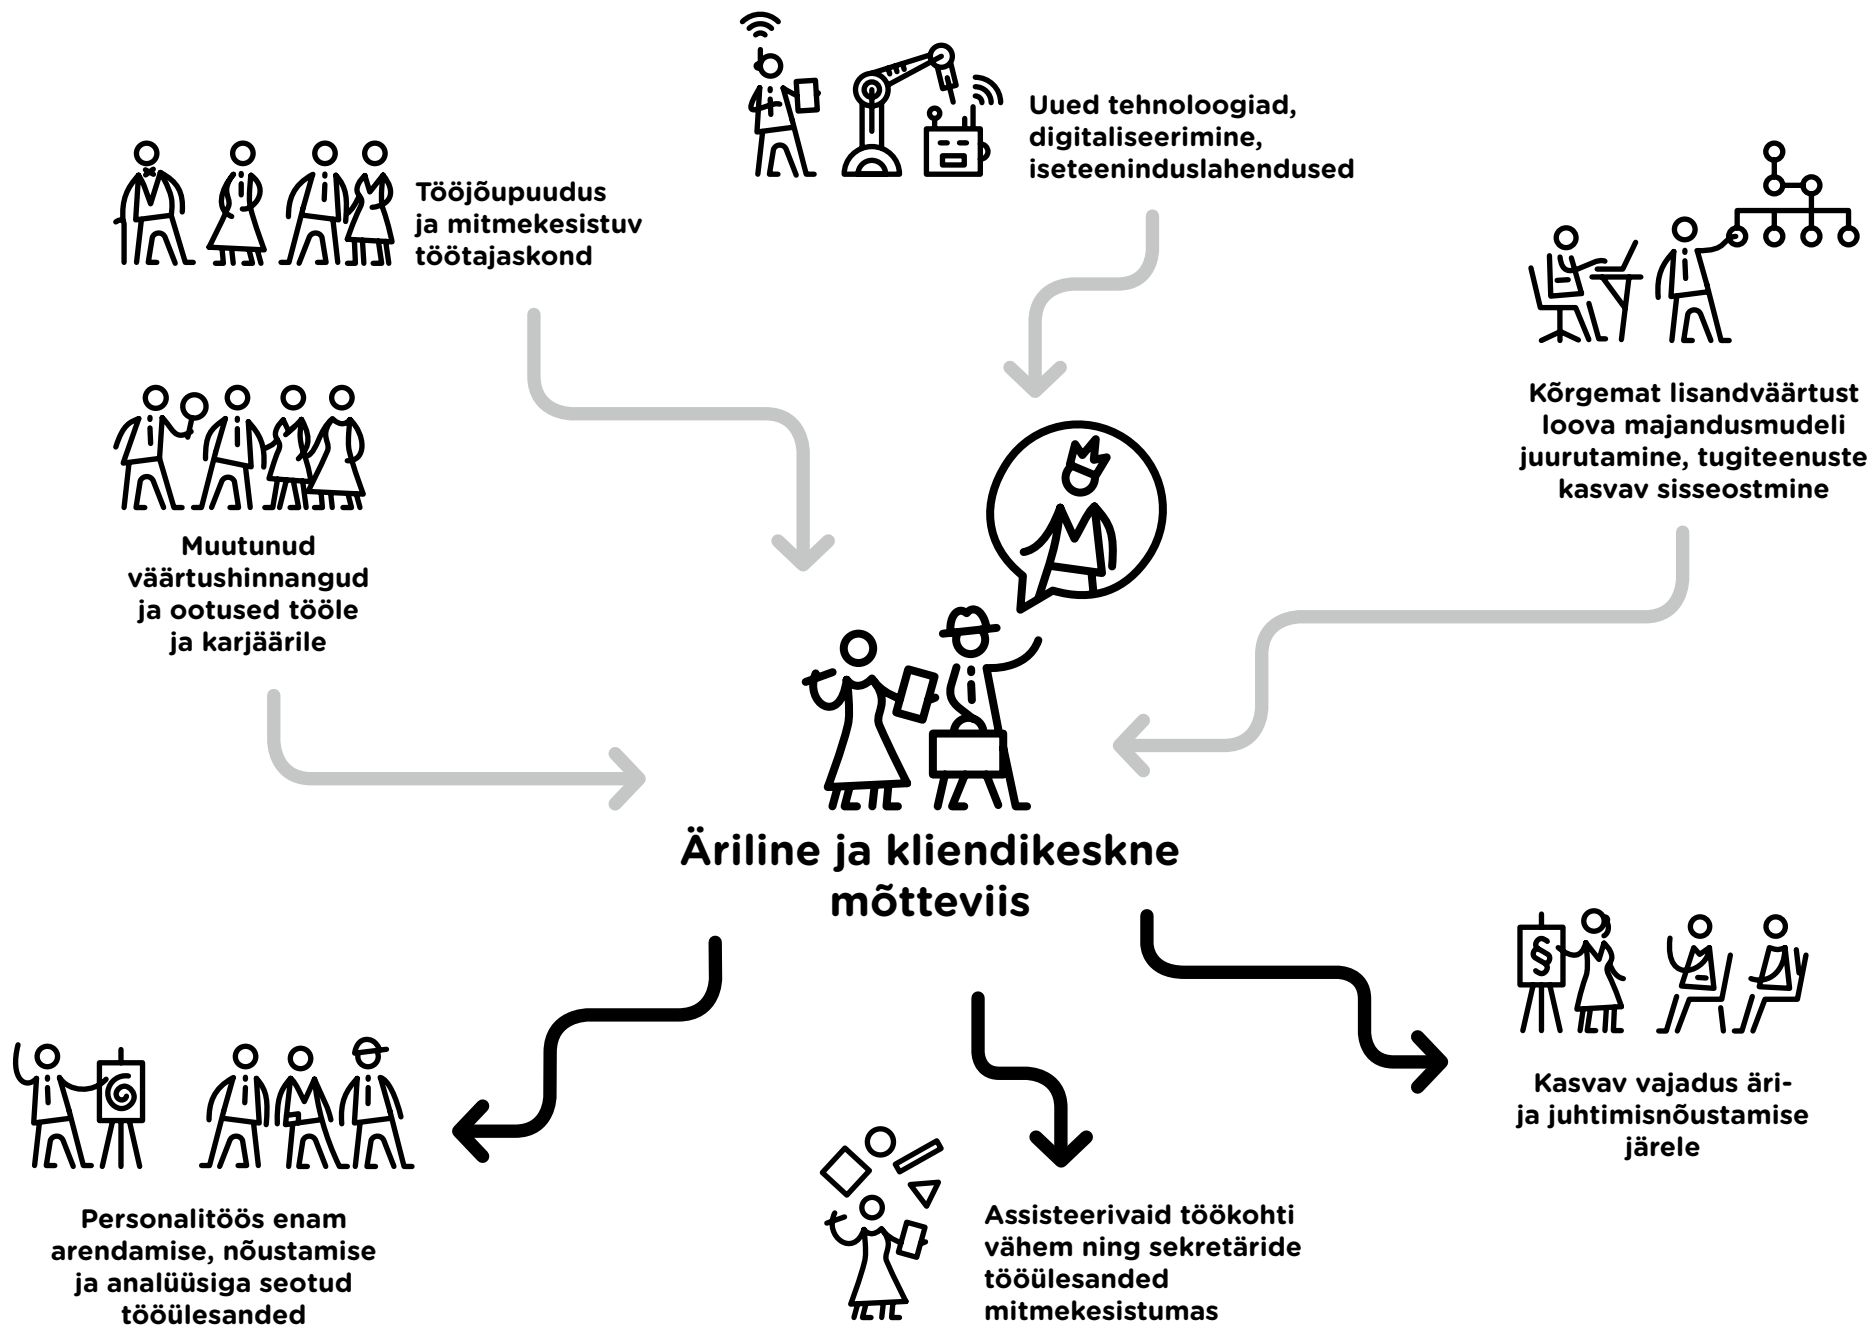 Uued tehnoloogiad,
digitaliseerimine,
iseteeninduslahendused
Tööjõupuudus
ja mitmekesistuv
töötajaskond
Kõrgemat lisandväärtust
loova majandusmudeli
juurutamine, tugiteenuste
kasvav sisseostmine
Muutunud
väärtushinnangud
ja ootused tööle
ja karjäärile
Äriline ja kliendikeskne
mõtteviis
§
Kasvav vajadus äri-
ja juhtimisnõustamise
järele
Personalitöös enam
arendamise, nõustamise
ja analüüsiga seotud
tööülesanded
Assisteerivaid töökohti
vähem ning sekretäride
tööülesanded
mitmekesistumas